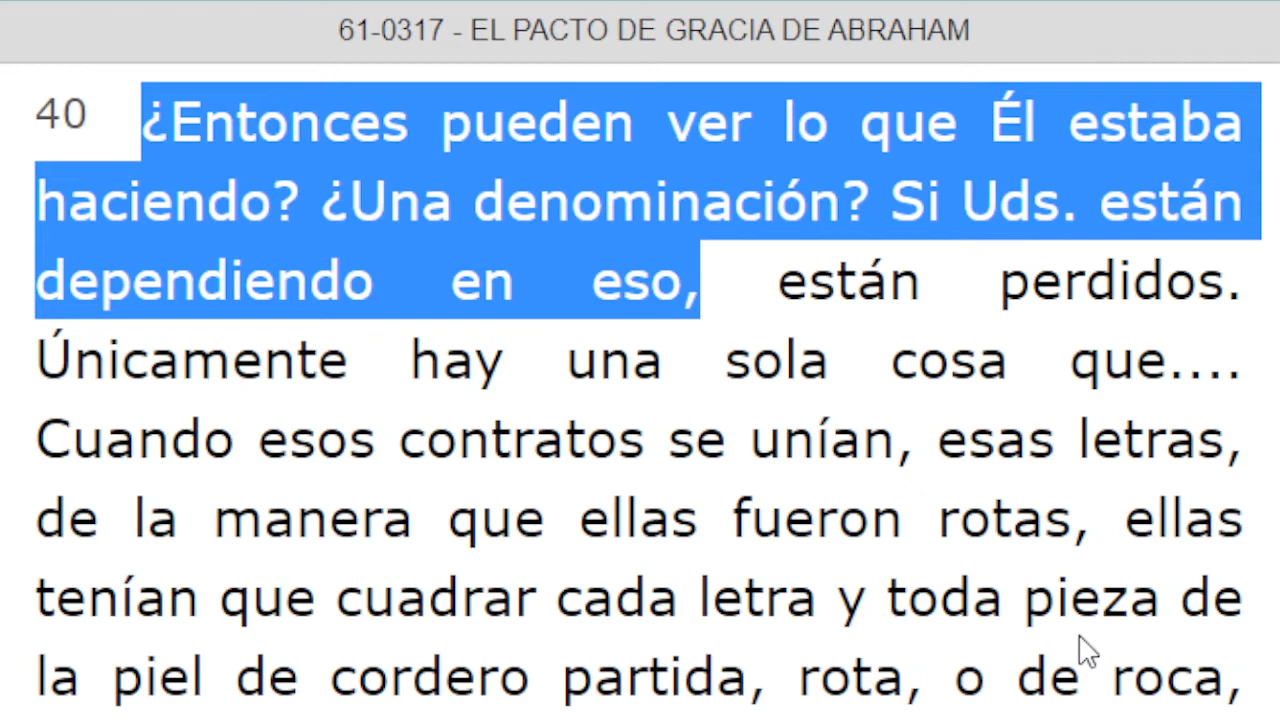 61-0317 - EL PACTO DE GRACIA DE ABRAHAM
40 ¿Entonces pueden ver lo que Él estaba
haciendo? ¿Una denominación? Si Uds. están
dependiendo en eso, están perdidos.
Únicamente hay una sola cosa que....
Cuando esos contratos se unían, esas letras,
de la manera que ellas fueron rotas, ellas
tenían que cuadrar cada letra y toda pieza de
la piel de cordero partida, rota, o de roca,